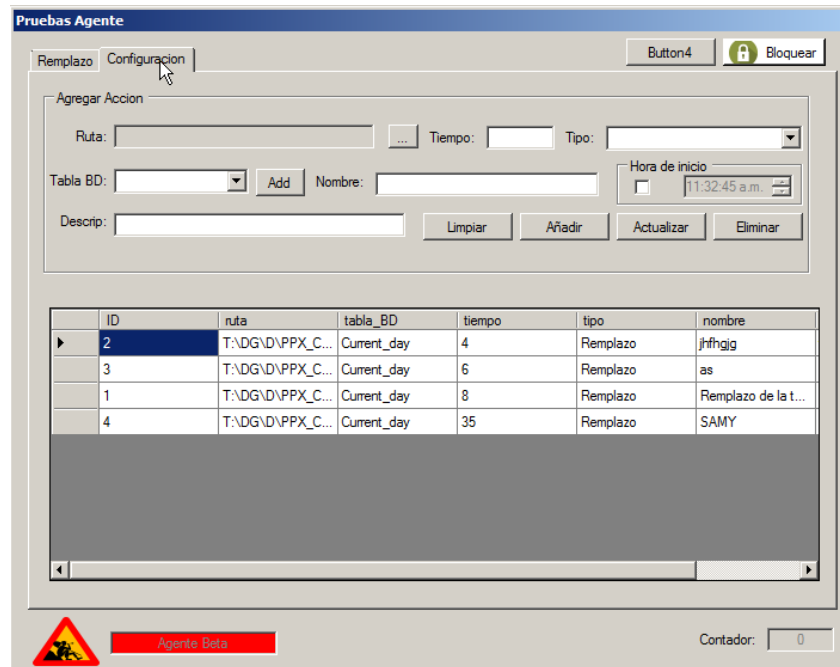 Pruebas Agente
Remplazo Configuracion Button4 Bloquear
Agregar Accion
Ruta: ... Tiempo: Tipo:
Hora de inicio
Tabla BD: Add Nombre: 11:32:45 a.m.
Descrip: Limpiar Añadir Actualizar Eliminar
ID ruta tabla_BD tiempo tipo nombre
2 T:\DG\D\PPX_C... Current_day 4 Remplazo jhfhgjg
3 T:\DG\D\PPX_C... Current_day 6 Remplazo as
1 T:\DG\D\PPX_C... Current_day 8 Remplazo Remplazo de la t...
4 T:\DG\D\PPX_C... Current_day 35 Remplazo SAMY
Agente Beta Contador: 0